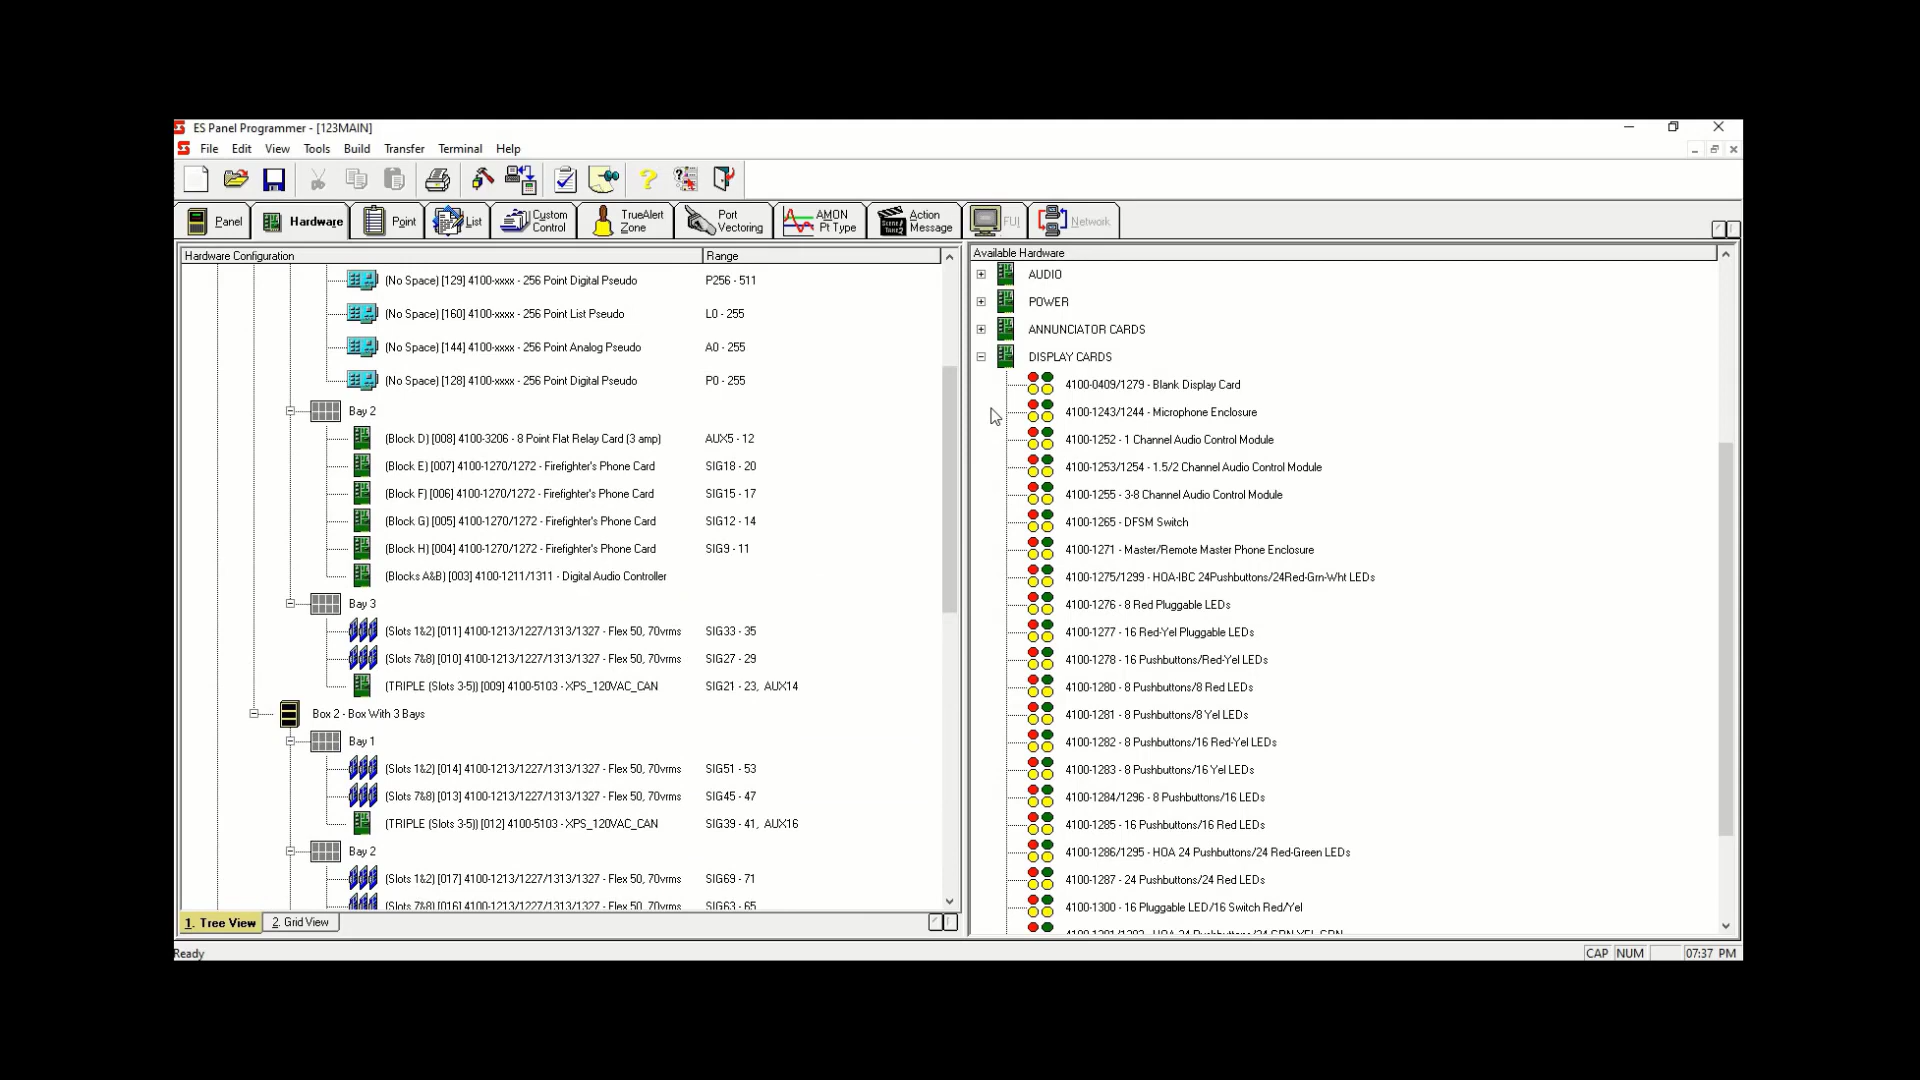 ES Panel Programmer - [123MAIN]
File Edit View Tools Build Transfer Terminal Help
Panel Hardware Point List Custom Control TrueAlert Zone Port Vectoring AMON Pt Type Action Message FUI Network
Hardware Configuration Range
(No Space) [129] 4100-xxxx - 256 Point Digital Pseudo P256 - 511
(No Space) [160] 4100-xxxx - 256 Point List Pseudo L0 - 255
(No Space) [144] 4100-xxxx - 256 Point Analog Pseudo A0 - 255
(No Space) [128] 4100-xxxx - 256 Point Digital Pseudo P0 - 255
Bay 2
(Block D) [008] 4100-3206 - 8 Point Flat Relay Card (3 amp) AUX5 - 12
(Block E) [007] 4100-1270/1272 - Firefighter's Phone Card SIG18 - 20
(Block F) [006] 4100-1270/1272 - Firefighter's Phone Card SIG15 - 17
(Block G) [005] 4100-1270/1272 - Firefighter's Phone Card SIG12 - 14
(Block H) [004] 4100-1270/1272 - Firefighter's Phone Card SIG9 - 11
(Blocks A&B) [003] 4100-1211/1311 - Digital Audio Controller
Bay 3
(Slots 1&2) [011] 4100-1213/1227/1313/1327 - Flex 50, 70vrms SIG33 - 35
(Slots 7&8) [010] 4100-1213/1227/1313/1327 - Flex 50, 70vrms SIG27 - 29
(TRIPLE (Slots 3-5)) [009] 4100-5103 - XPS_120VAC_CAN SIG21 - 23, AUX14
Box 2 - Box With 3 Bays
Bay 1
(Slots 1&2) [014] 4100-1213/1227/1313/1327 - Flex 50, 70vrms SIG51 - 53
(Slots 7&8) [013] 4100-1213/1227/1313/1327 - Flex 50, 70vrms SIG45 - 47
(TRIPLE (Slots 3-5)) [012] 4100-5103 - XPS_120VAC_CAN SIG39 - 41, AUX16
Bay 2
(Slots 1&2) [017] 4100-1213/1227/1313/1327 - Flex 50, 70vrms SIG69 - 71
(Slots 7&8) [016] 4100-1213/1227/1313/1327 - Flex 50, 70vrms SIG63 - 65
1. Tree View 2. Grid View
Available Hardware
AUDIO
POWER
ANNUNCIATOR CARDS
DISPLAY CARDS
4100-0409/1279 - Blank Display Card
4100-1243/1244 - Microphone Enclosure
4100-1252 - 1 Channel Audio Control Module
4100-1253/1254 - 1.5/2 Channel Audio Control Module
4100-1255 - 3-8 Channel Audio Control Module
4100-1265 - DFSM Switch
4100-1271 - Master/Remote Master Phone Enclosure
4100-1275/1299 - HOA-IBC 24Pushbuttons/24Red-Grn-Wht LEDs
4100-1276 - 8 Red Pluggable LEDs
4100-1277 - 16 Red-Yel Pluggable LEDs
4100-1278 - 16 Pushbuttons/Red-Yel LEDs
4100-1280 - 8 Pushbuttons/8 Red LEDs
4100-1281 - 8 Pushbuttons/8 Yel LEDs
4100-1282 - 8 Pushbuttons/16 Red-Yel LEDs
4100-1283 - 8 Pushbuttons/16 Yel LEDs
4100-1284/1296 - 8 Pushbuttons/16 LEDs
4100-1285 - 16 Pushbuttons/16 Red LEDs
4100-1286/1295 - HOA 24 Pushbuttons/24 Red-Green LEDs
4100-1287 - 24 Pushbuttons/24 Red LEDs
4100-1300 - 16 Pluggable LED/16 Switch Red/Yel
Ready CAP NUM 07:37 PM